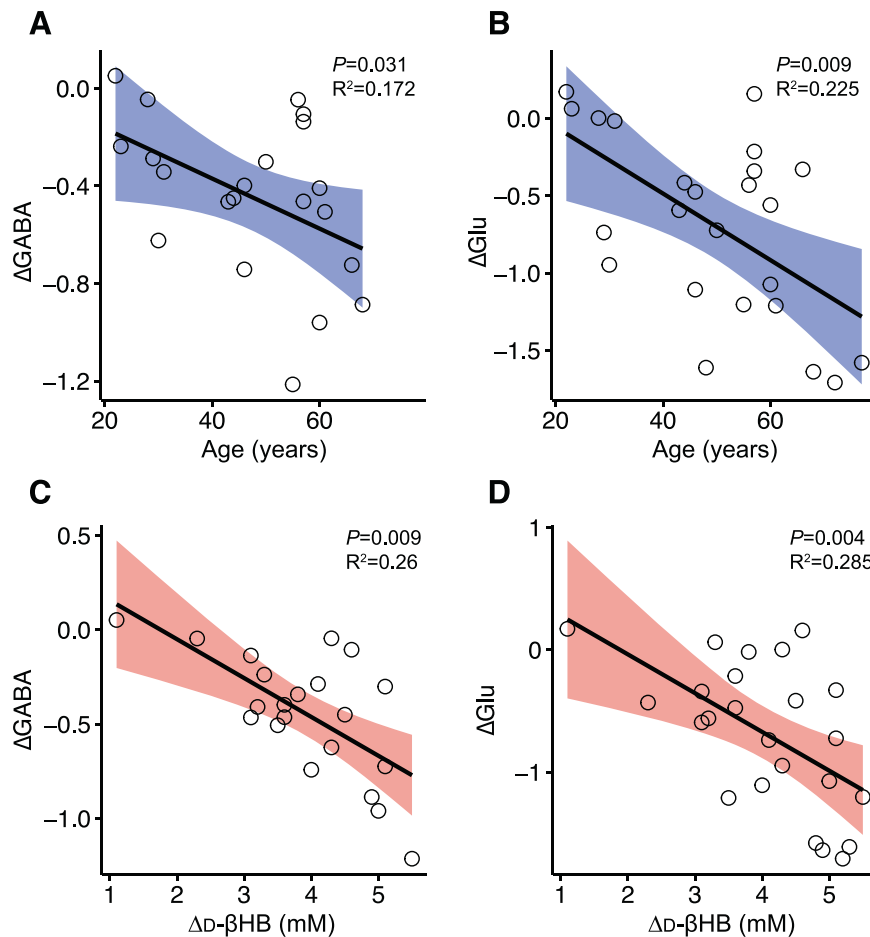 A
P=0.031
R²=0.172
0.0
−0.4
−0.8
−1.2
ΔGABA
20
40
60
Age (years)
B
P=0.009
R²=0.225
0.0
−0.5
−1.0
−1.5
ΔGlu
20
40
60
Age (years)
C
P=0.009
R²=0.26
0.5
0.0
−0.5
−1.0
ΔGABA
1
2
3
4
5
ΔD-βHB (mM)
D
P=0.004
R²=0.285
1
0
−1
ΔGlu
1
2
3
4
5
ΔD-βHB (mM)